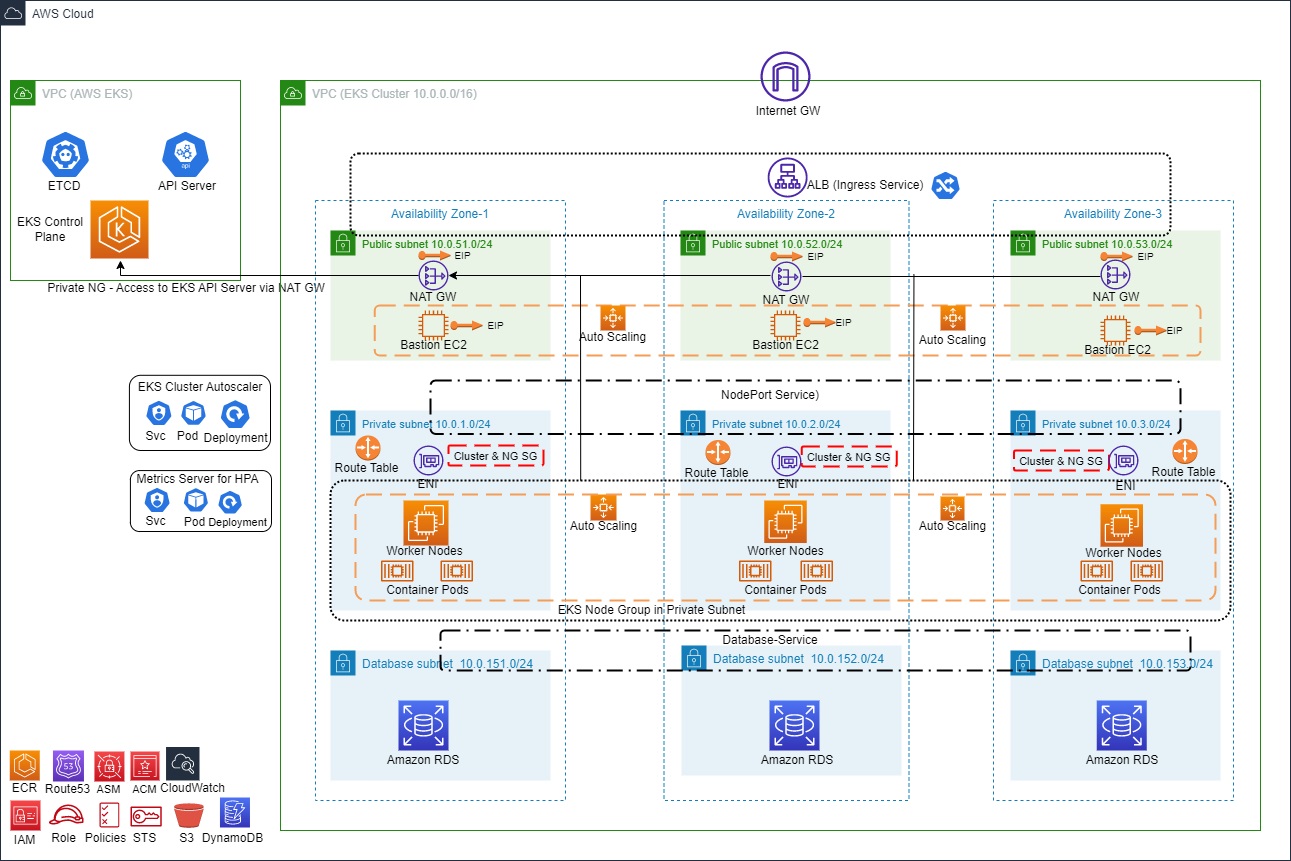 AWS Cloud
VPC (AWS EKS)
ETCD
api
API Server
EKS Control
Plane
K
Private NG - Access to EKS API Server via NAT GW
VPC (EKS Cluster 10.0.0.0/16)
Internet GW
ALB (Ingress Service)
Availability Zone-1
Availability Zone-2
Availability Zone-3
Public subnet 10.0.51.0/24
EIP
NAT GW
Bastion EC2
EIP
Auto Scaling
Public subnet 10.0.52.0/24
EIP
NAT GW
Bastion EC2
EIP
Auto Scaling
Public subnet 10.0.53.0/24
EIP
NAT GW
Bastion EC2
EIP
EKS Cluster Autoscaler
Svc
Pod
Deployment
Metrics Server for HPA
Svc
Pod
Deployment
NodePort Service)
Private subnet 10.0.1.0/24
Route Table
ENI
Cluster & NG SG
Private subnet 10.0.2.0/24
Route Table
ENI
Cluster & NG SG
Private subnet 10.0.3.0/24
Cluster & NG SG
ENI
Route Table
Worker Nodes
Container Pods
Auto Scaling
Worker Nodes
Container Pods
Auto Scaling
Worker Nodes
Container Pods
EKS Node Group in Private Subnet
Database-Service
Database subnet 10.0.151.0/24
Amazon RDS
Database subnet 10.0.152.0/24
Amazon RDS
Database subnet 10.0.153.0/24
Amazon RDS
ECR
53
Route53
ASM
ACM
CloudWatch
IAM
Role
Policies
STS
S3
DynamoDB